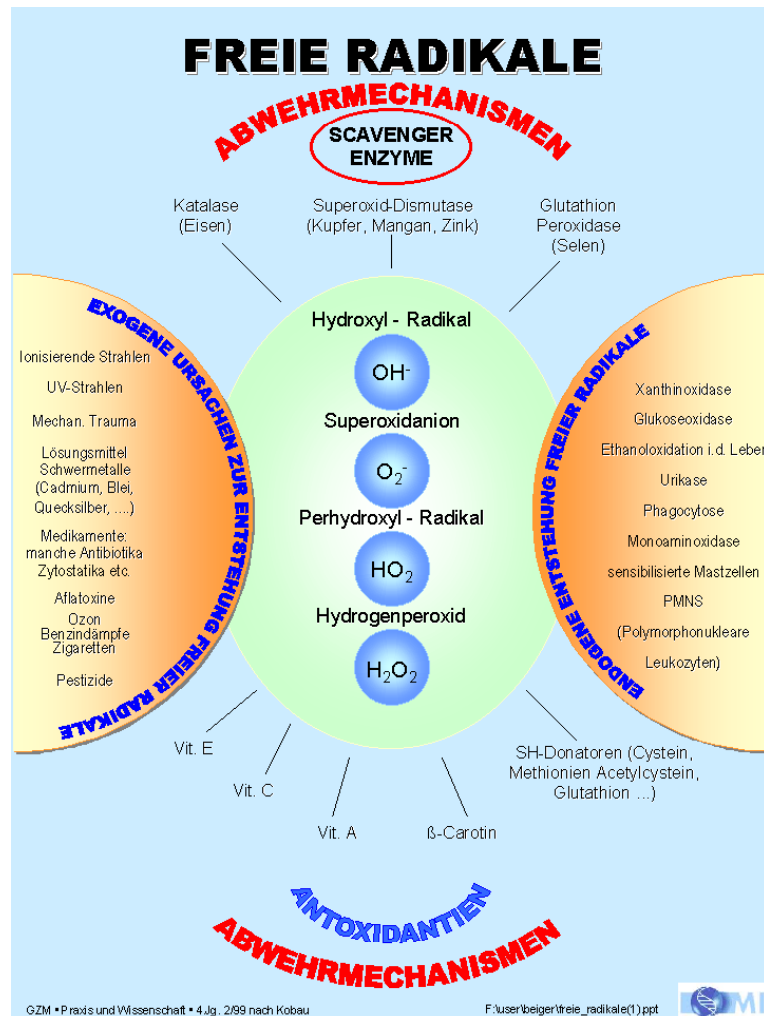 FREIE RADIKALE
ABWEHRMECHANISMEN
SCAVENGER
ENZYME
Katalase
(Eisen)
Superoxid-Dismutase
(Kupfer, Mangan, Zink)
Glutathion
Peroxidase
(Selen)
EXOGENE URSACHEN ZUR ENTSTEHUNG FREIER RADIKALE
Ionisierende Strahlen
UV-Strahlen
Mechan. Trauma
Lösungsmittel
Schwermetalle
(Cadmium, Blei,
Quecksilber, ....)
Medikamente:
manche Antibiotika
Zytostatika etc.
Aflatoxine
Ozon
Benzindämpfe
Zigaretten
Pestizide
Hydroxyl - Radikal
OH⁻
Superoxidanion
O₂⁻
Perhydroxyl - Radikal
HO₂
Hydrogenperoxid
H₂O₂
ENDOGENE ENTSTEHUNG FREIER RADIKALE
Xanthinoxidase
Glukoseoxidase
Ethanoloxidation i.d. Leber
Urikase
Phagocytose
Monoaminoxidase
sensibilisierte Mastzellen
PMNS
(Polymorphonukleare
Leukozyten)
Vit. E
Vit. C
Vit. A
ß-Carotin
SH-Donatoren (Cystein,
Methionien Acetylcystein,
Glutathion ...)
ANTOXIDANTIEN
ABWEHRMECHANISMEN
GZM • Praxis und Wissenschaft • 4.Jg. 2/99 nach Kobau
F:\user\beiger\freie_radikale(1).ppt